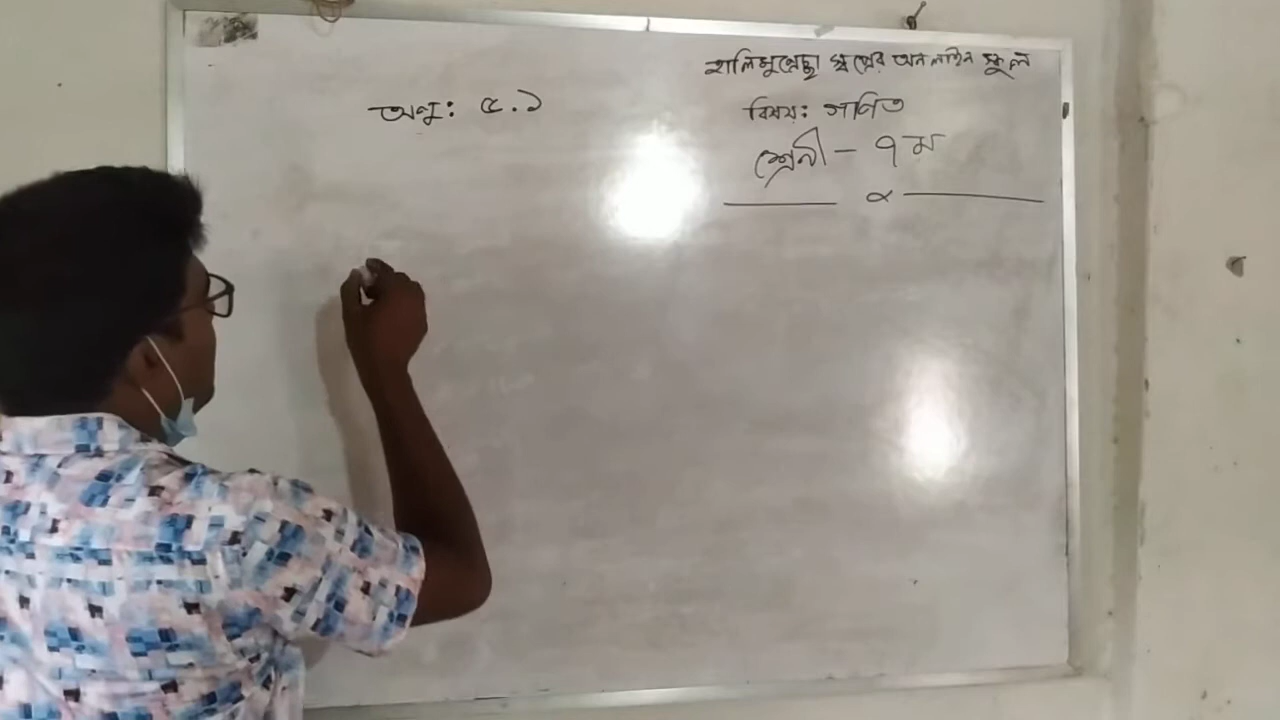 হালিমুন্নেছা স্বপ্নের অনলাইন স্কুল
অনু: ৫.১
বিষয়: গণিত
শ্রেনী - ৭ম